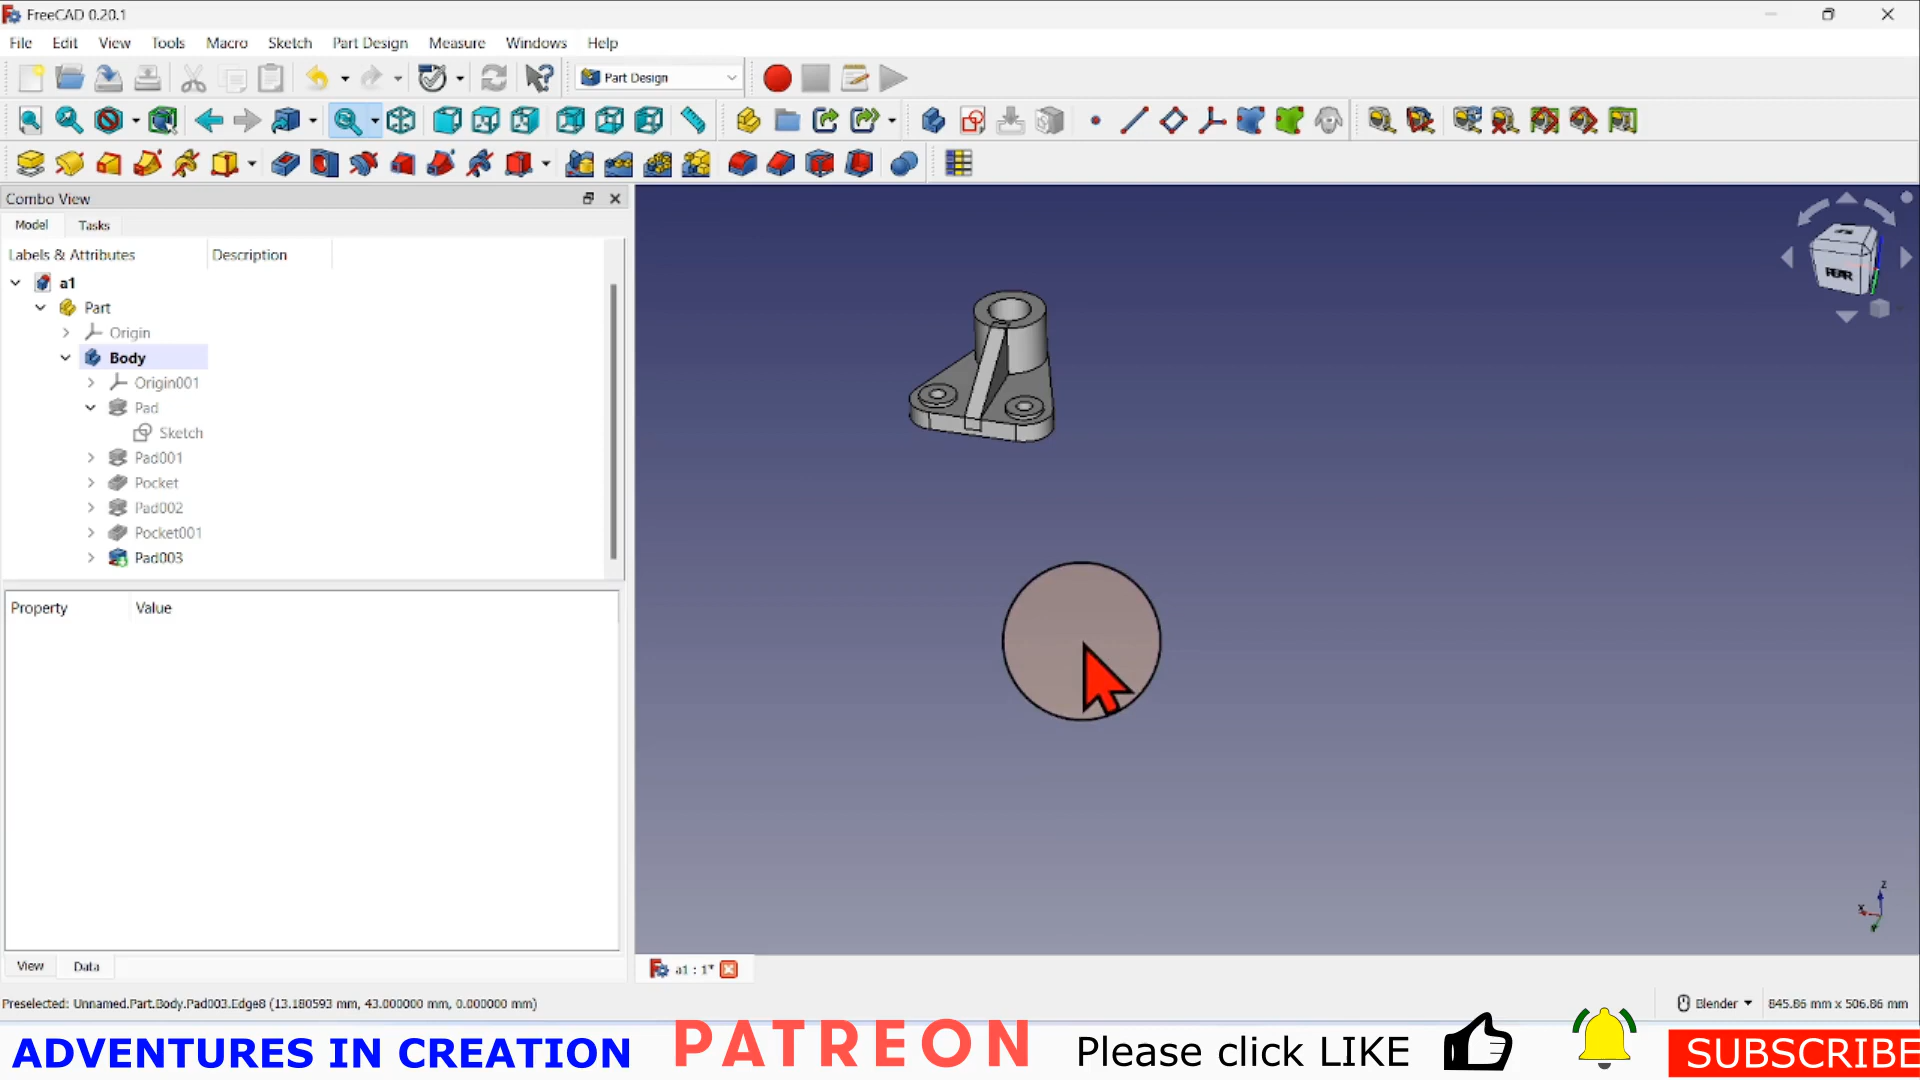 FreeCAD 0.20.1
File Edit View Tools Macro Sketch Part Design Measure Windows Help
Part Design
Combo View
Model Tasks
Labels & Attributes Description
a1
Part
Origin
Body
Origin001
Pad
Sketch
Pad001
Pocket
Pad002
Pocket001
Pad003
Property Value
REAR
Z
X
Y
View Data
a1 : 1*
Preselected: Unnamed.Part.Body.Pad003.Edge8 (13.180593 mm, 43.000000 mm, 0.000000 mm)
Blender 845.86 mm x 506.86 mm
ADVENTURES IN CREATION PATREON Please click LIKE SUBSCRIBE